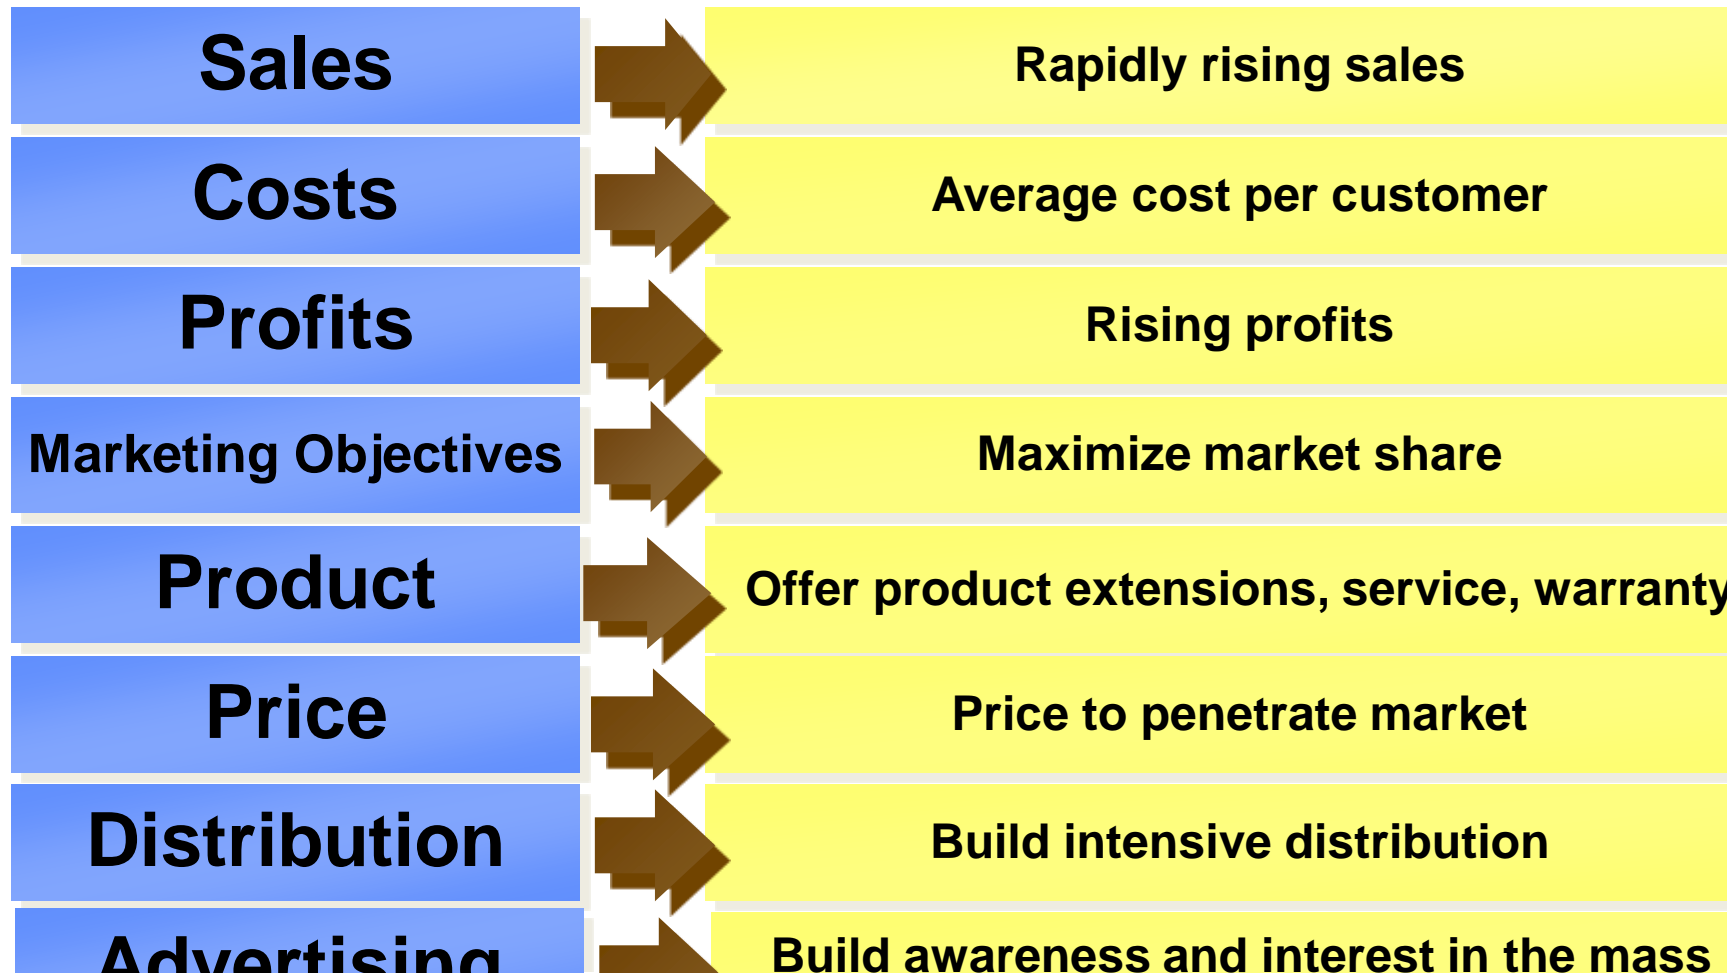 Sales
Rapidly rising sales
Costs
Average cost per customer
Profits
Rising profits
Marketing Objectives
Maximize market share
Product
Offer product extensions, service, warranty
Price
Price to penetrate market
Distribution
Build intensive distribution
Advertising
Build awareness and interest in the mass